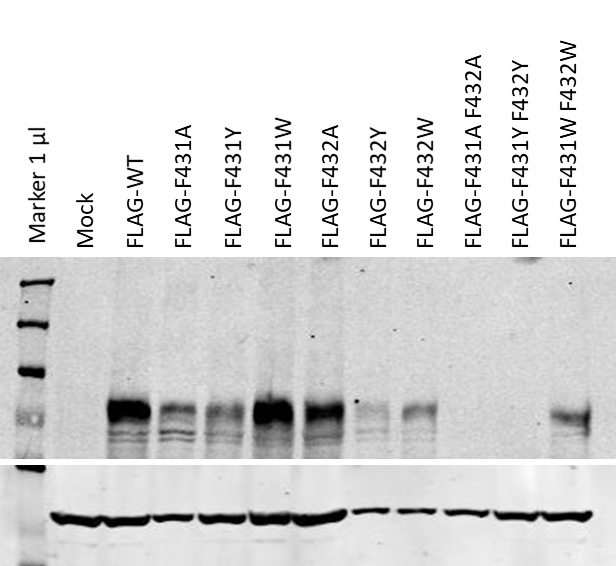 Marker 1 µl
Mock
FLAG-WT
FLAG-F431A
FLAG-F431Y
FLAG-F431W
FLAG-F432A
FLAG-F432Y
FLAG-F432W
FLAG-F431A F432A
FLAG-F431Y F432Y
FLAG-F431W F432W